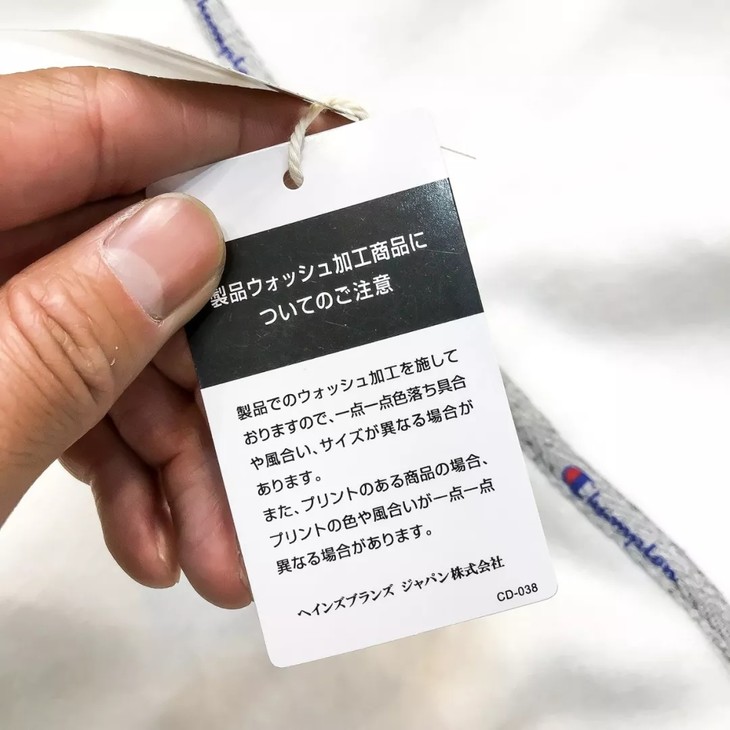 Champion
製品ウォッシュ加工商品に
ついてのご注意
製品でのウォッシュ加工を施して
おりますので、一点一点色落ち具合
や風合い、サイズが異なる場合が
あります。
また、プリントのある商品の場合、
プリントの色や風合いが一点一点
異なる場合があります。
ヘインズブランズ ジャパン株式会社
CD-038
Champion